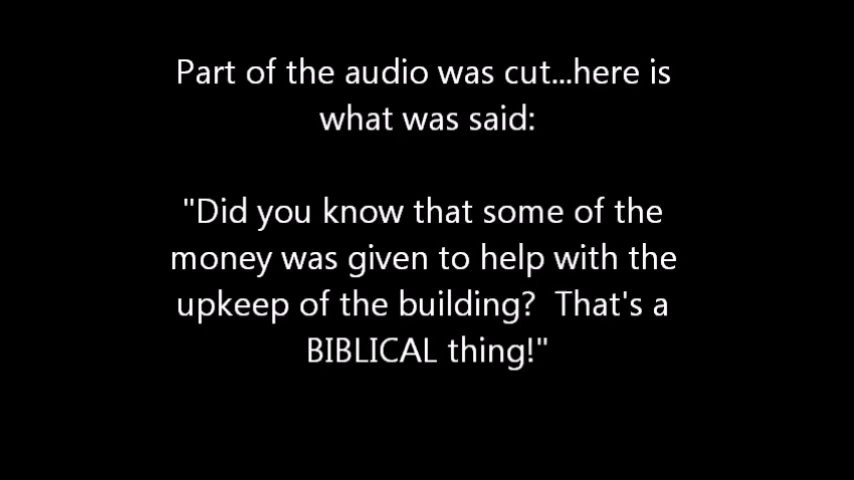 Part of the audio was cut...here is
what was said:
"Did you know that some of the
money was given to help with the
upkeep of the building?  That's a
BIBLICAL thing!"